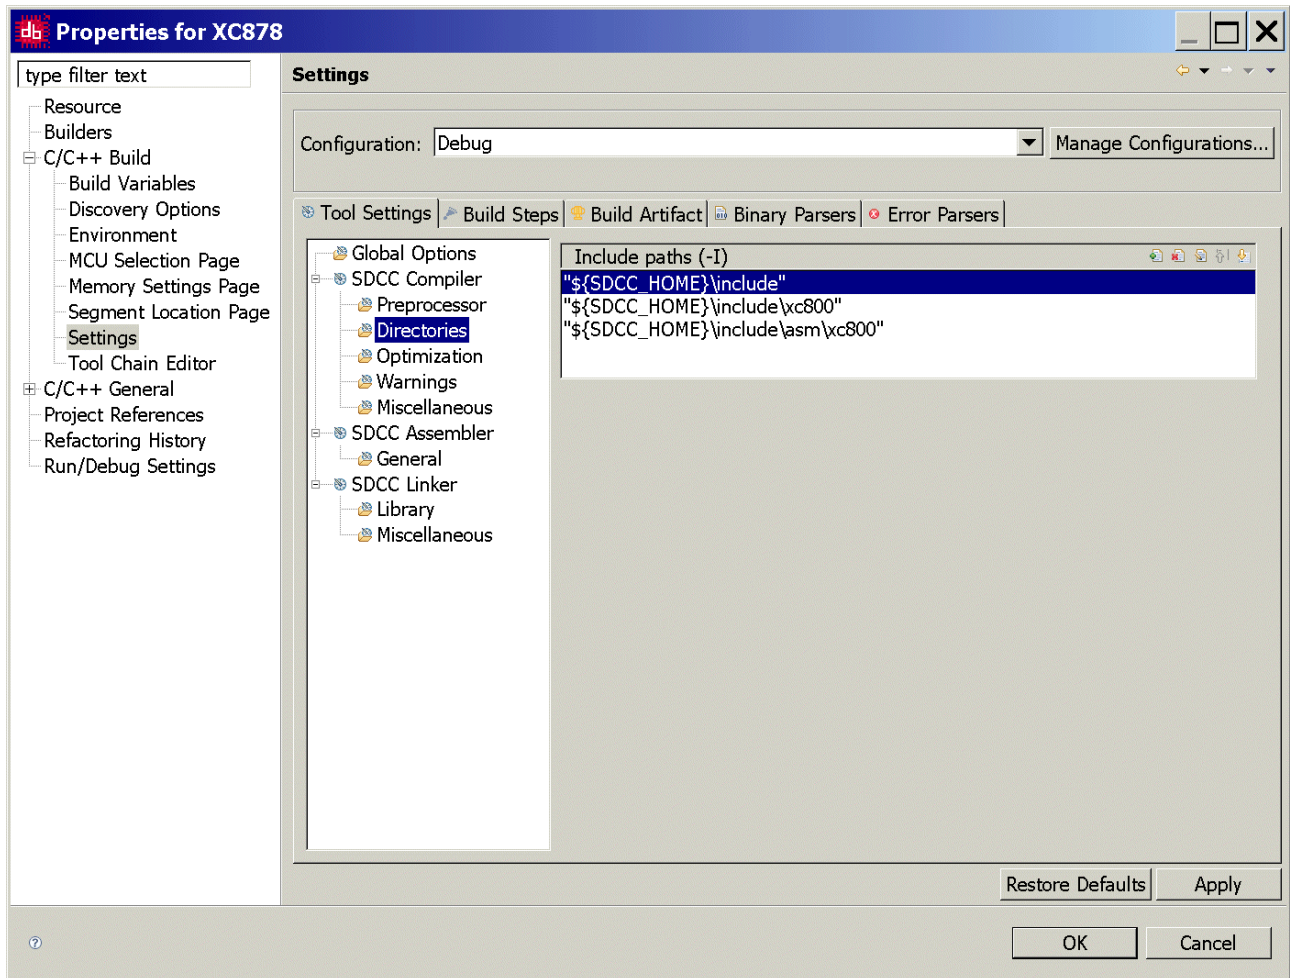 Properties for XC878
type filter text
Resource
Builders
C/C++ Build
Build Variables
Discovery Options
Environment
MCU Selection Page
Memory Settings Page
Segment Location Page
Settings
Tool Chain Editor
C/C++ General
Project References
Refactoring History
Run/Debug Settings
Settings
Configuration: Debug Manage Configurations...
Tool Settings Build Steps Build Artifact Binary Parsers Error Parsers
Global Options
SDCC Compiler
Preprocessor
Directories
Optimization
Warnings
Miscellaneous
SDCC Assembler
General
SDCC Linker
Library
Miscellaneous
Include paths (-I)
"${SDCC_HOME}\include"
"${SDCC_HOME}\include\xc800"
"${SDCC_HOME}\include\asm\xc800"
Restore Defaults Apply
OK Cancel